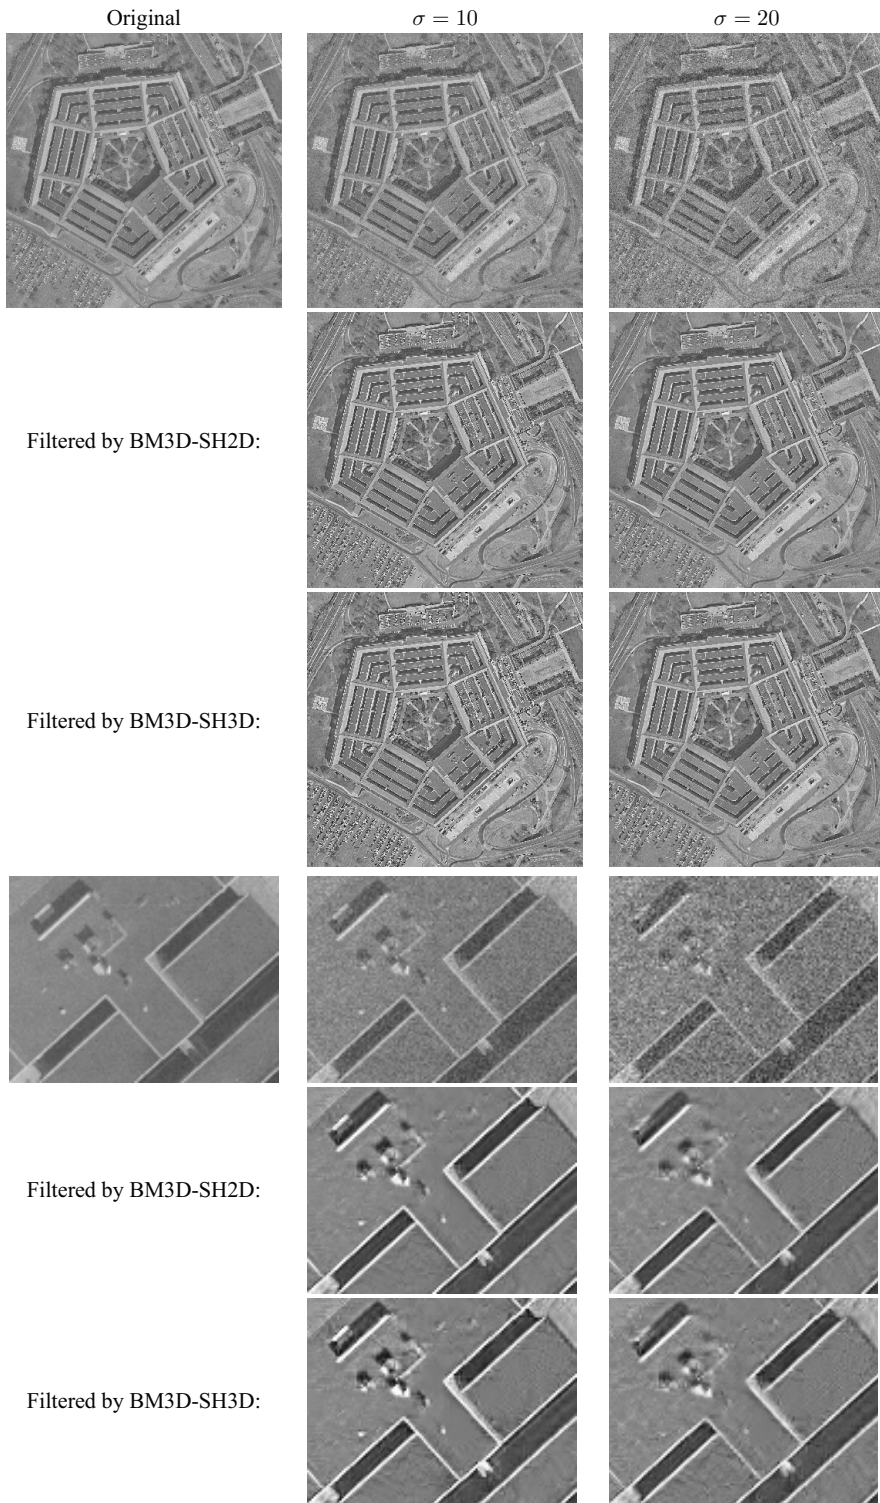 Original σ = 10 σ = 20
Filtered by BM3D-SH2D:
Filtered by BM3D-SH3D:
Filtered by BM3D-SH2D:
Filtered by BM3D-SH3D: